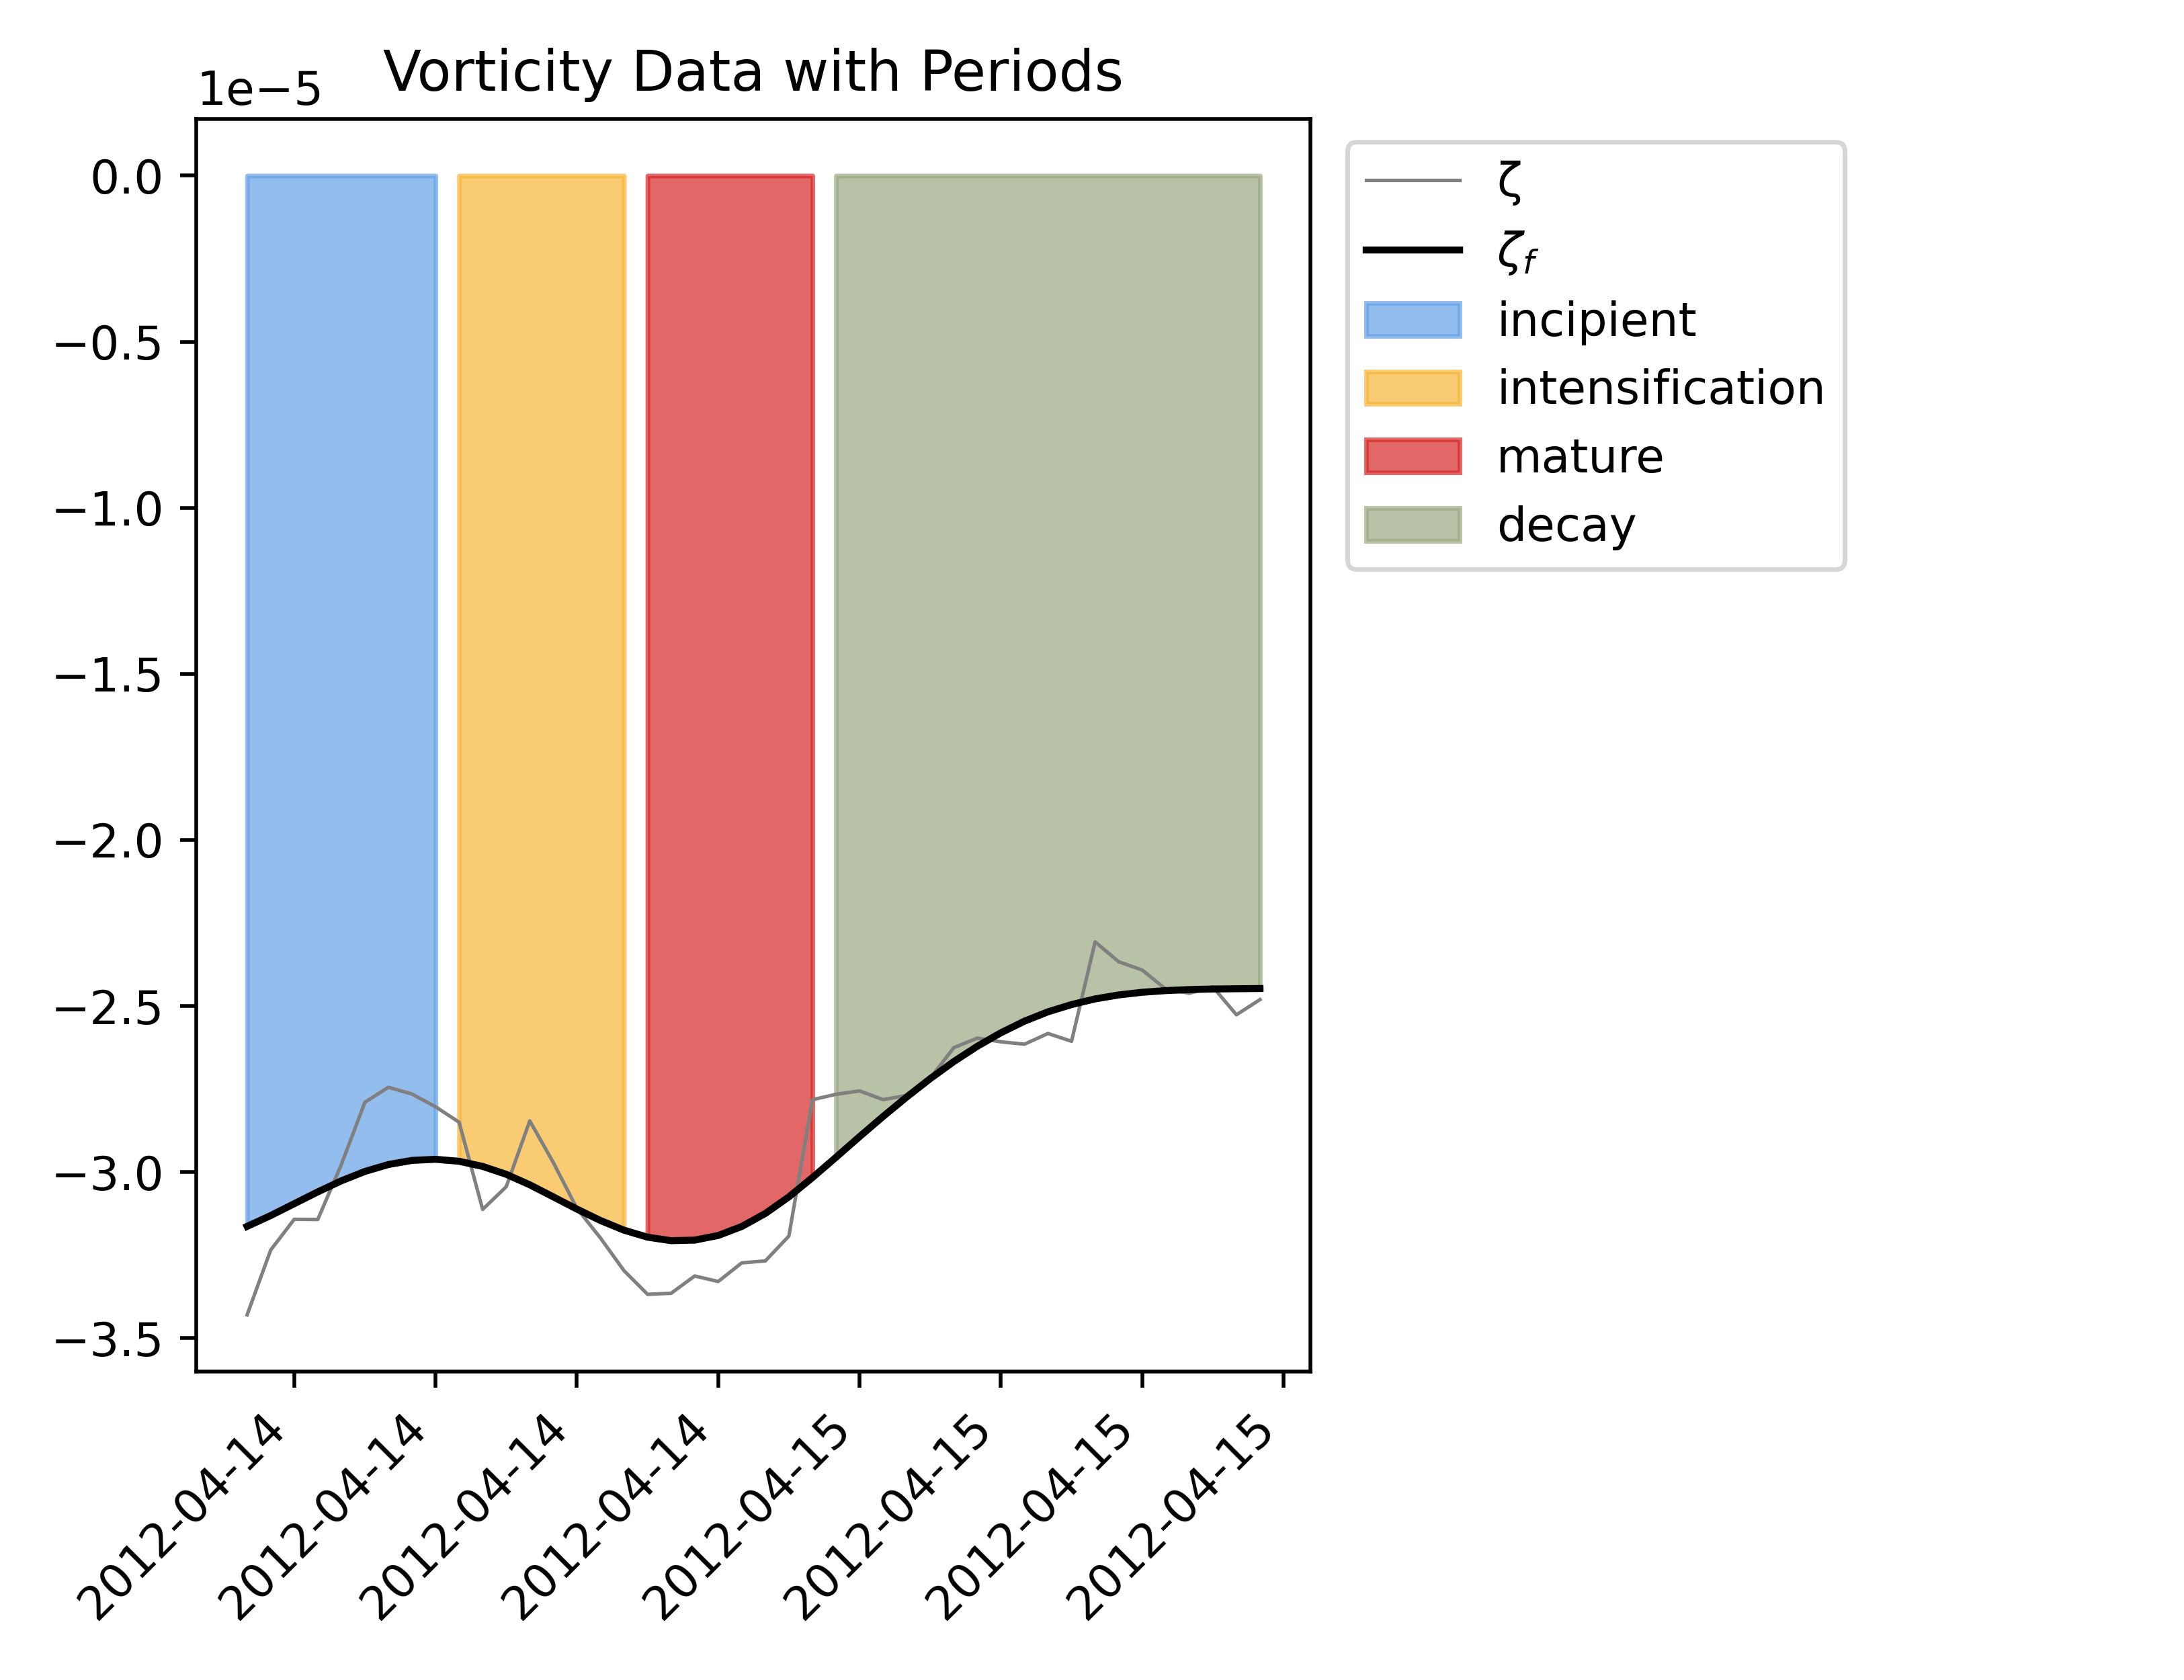 Vorticity Data with Periods
1e−5
0.0
−0.5
−1.0
−1.5
−2.0
−2.5
−3.0
−3.5
2012-04-14
2012-04-14
2012-04-14
2012-04-14
2012-04-15
2012-04-15
2012-04-15
2012-04-15
ζ
ζf
incipient
intensification
mature
decay